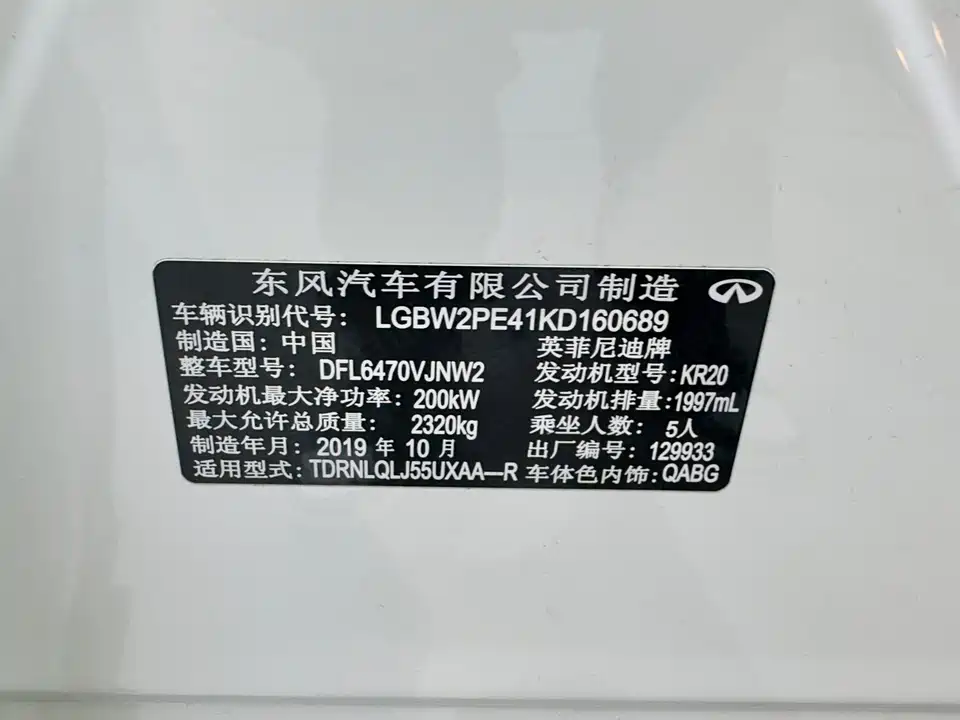 东风汽车有限公司制造
车辆识别代号： LGBW2PE41KD160689
制造国：中国 英菲尼迪牌
整车型号： DFL6470VJNW2 发动机型号:KR20
发动机最大净功率：200kW 发动机排量:1997mL
最大允许总质量： 2320kg 乘坐人数： 5人
制造年月：2019 年 10 月 出厂编号：129933
适用型式:TDRNLQLJ55UXAA—R 车体色内饰:QABG